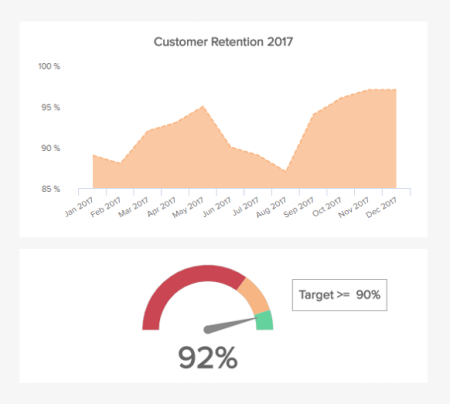 Customer Retention 2017
100 %
95 %
90 %
85 %
Jan 2017 Feb 2017 Mar 2017 Apr 2017 May 2017 Jun 2017 Jul 2017 Aug 2017 Sep 2017 Oct 2017 Nov 2017 Dec 2017
Target >= 90%
92%